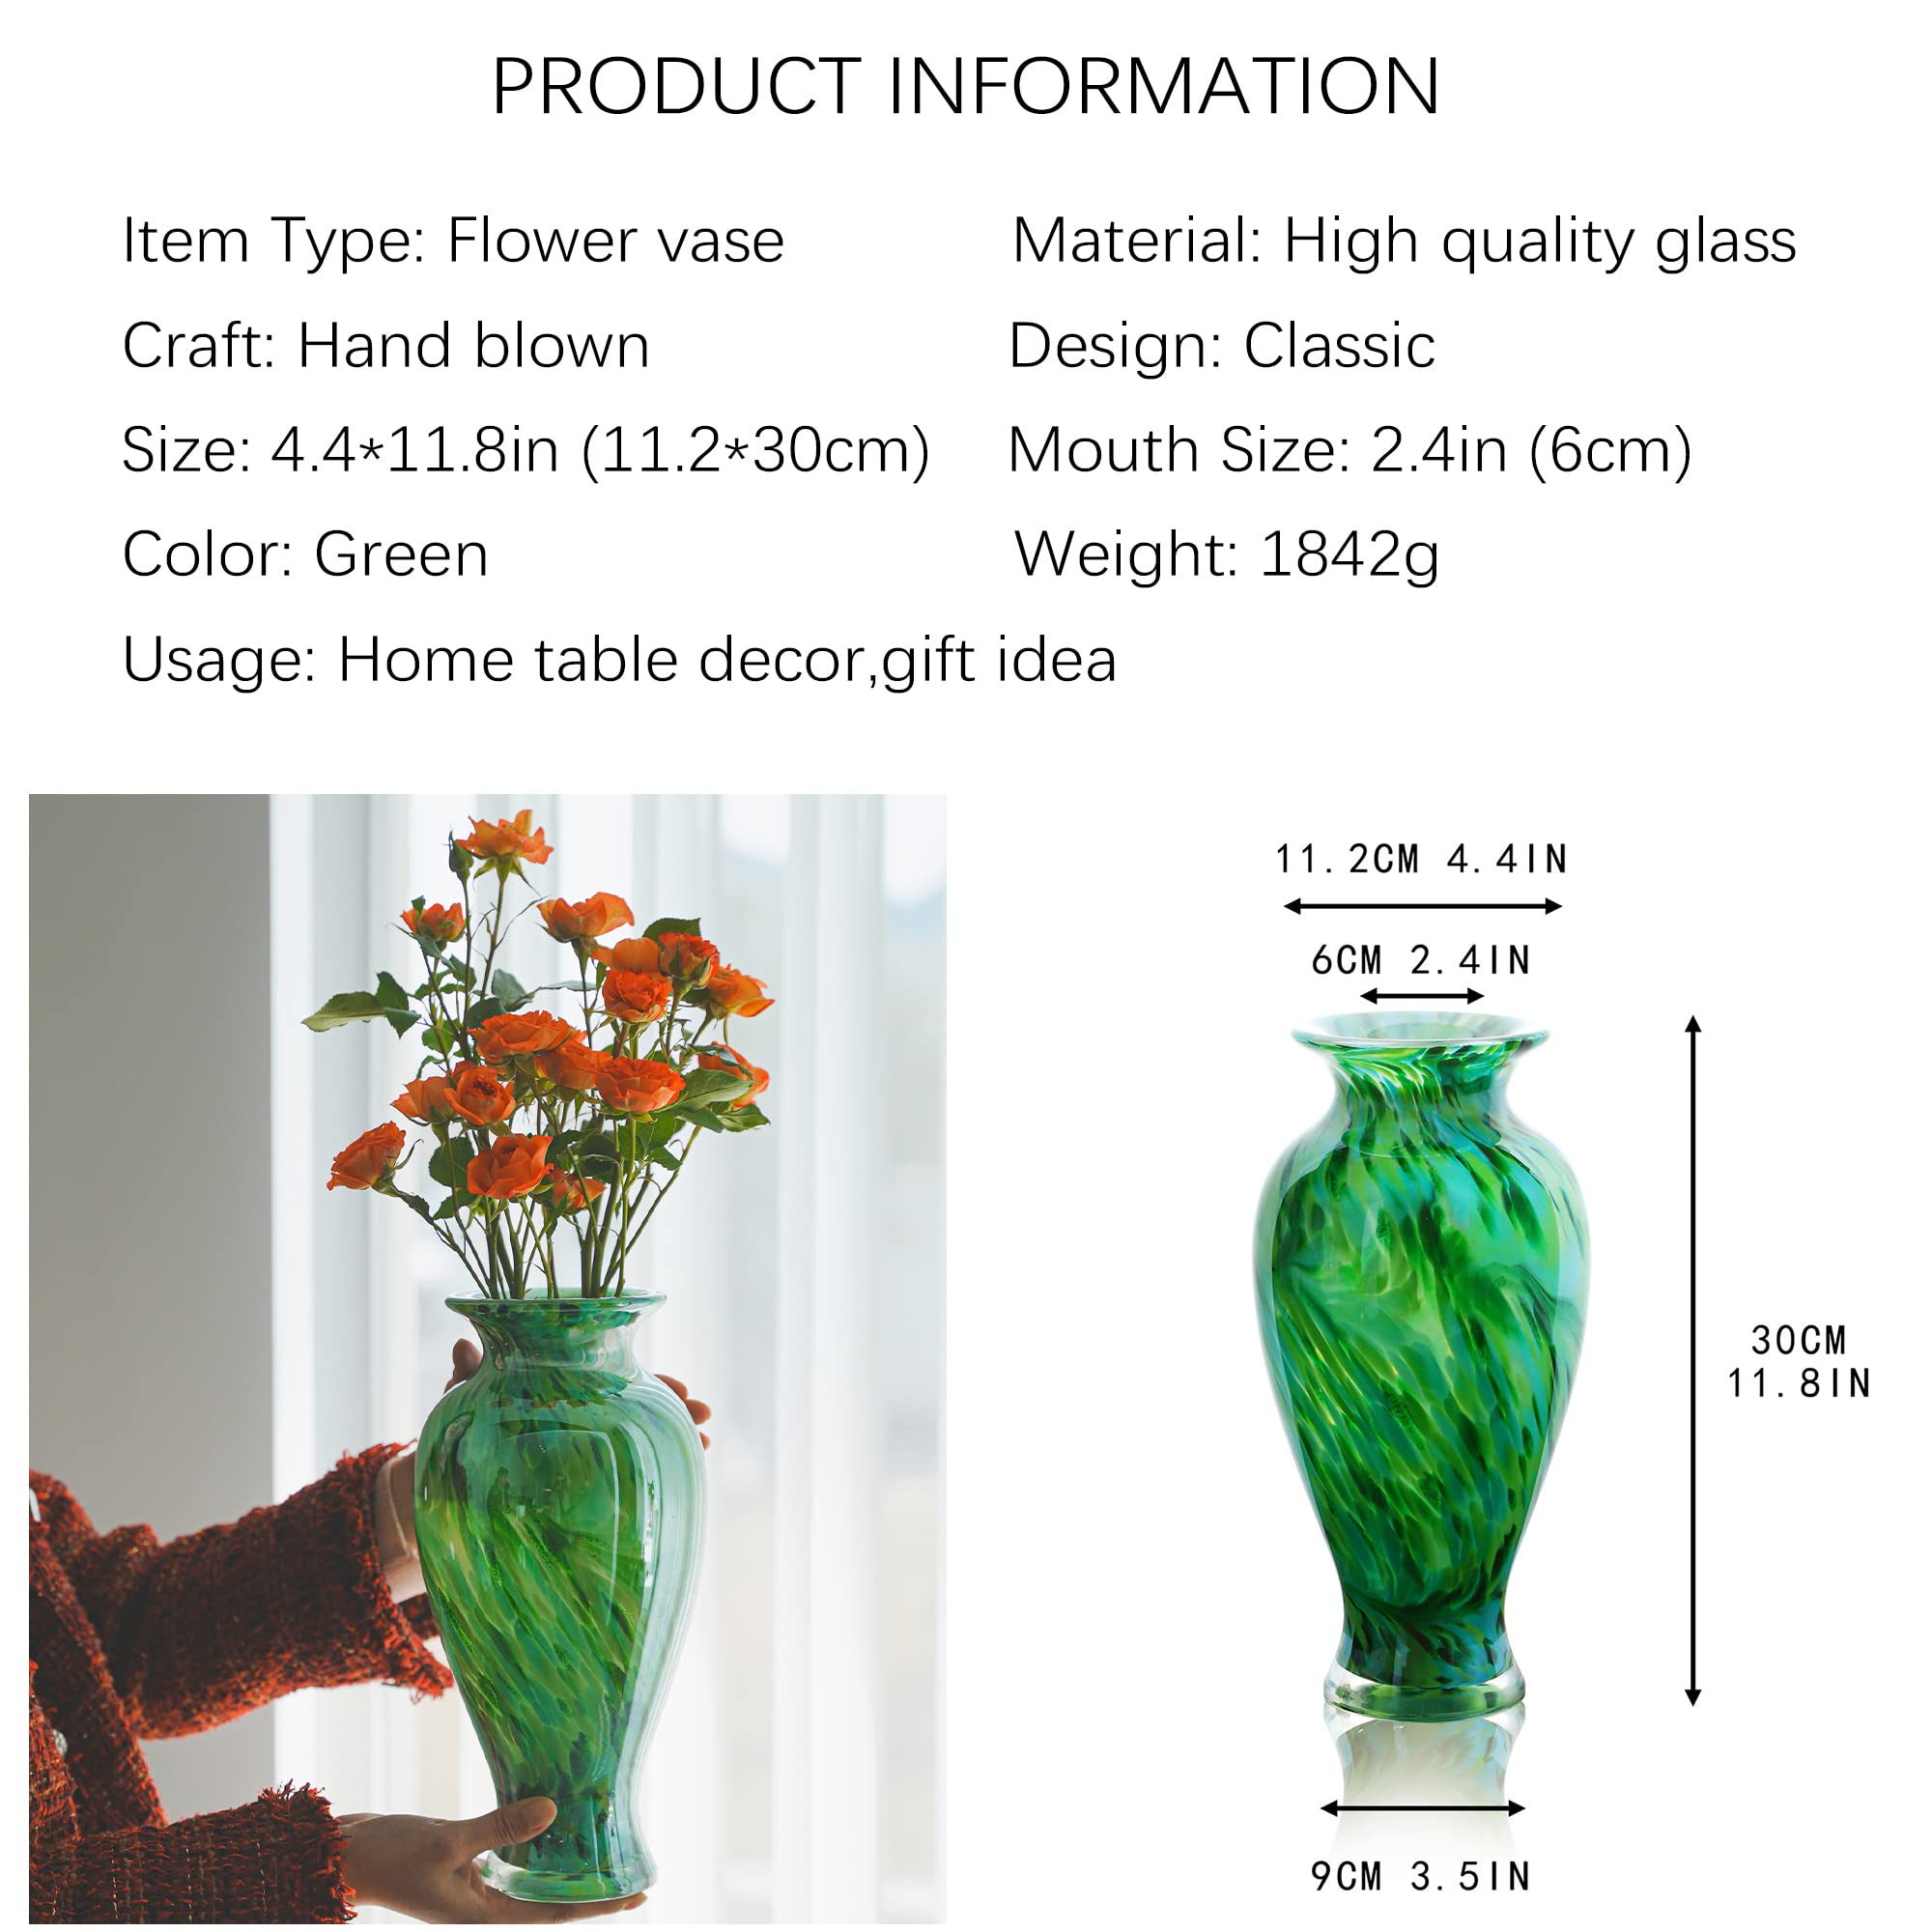 PRODUCT INFORMATION
Item Type: Flower vase
Material: High quality glass
Craft: Hand blown
Design: Classic
Size: 4.4*11.8in (11.2*30cm)
Mouth Size: 2.4in (6cm)
Color: Green
Weight: 1842g
Usage: Home table decor,gift idea
11.2CM 4.4IN
6CM 2.4IN
30CM
11.8IN
9CM 3.5IN